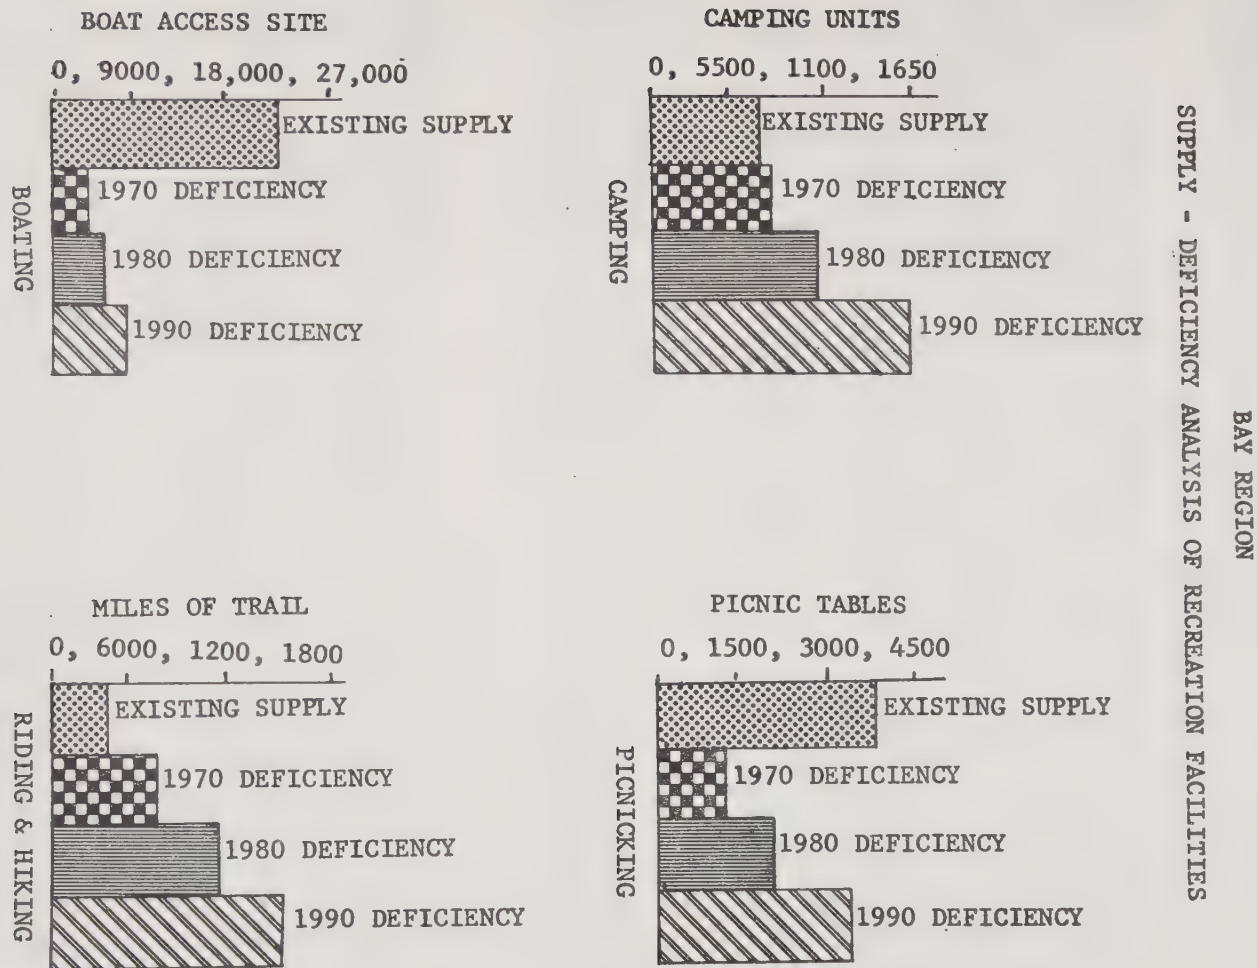 BOAT ACCESS SITE
0, 9000, 18,000, 27,000
EXISTING SUPPLY
1970 DEFICIENCY
1980 DEFICIENCY
1990 DEFICIENCY
BOATING
CAMPING UNITS
0, 5500, 1100, 1650
EXISTING SUPPLY
1970 DEFICIENCY
1980 DEFICIENCY
1990 DEFICIENCY
CAMPING
MILES OF TRAIL
0, 6000, 1200, 1800
EXISTING SUPPLY
1970 DEFICIENCY
1980 DEFICIENCY
1990 DEFICIENCY
RIDING & HIKING
PICNIC TABLES
0, 1500, 3000, 4500
EXISTING SUPPLY
1970 DEFICIENCY
1980 DEFICIENCY
1990 DEFICIENCY
PICNICKING
BAY REGION
SUPPLY - DEFICIENCY ANALYSIS OF RECREATION FACILITIES